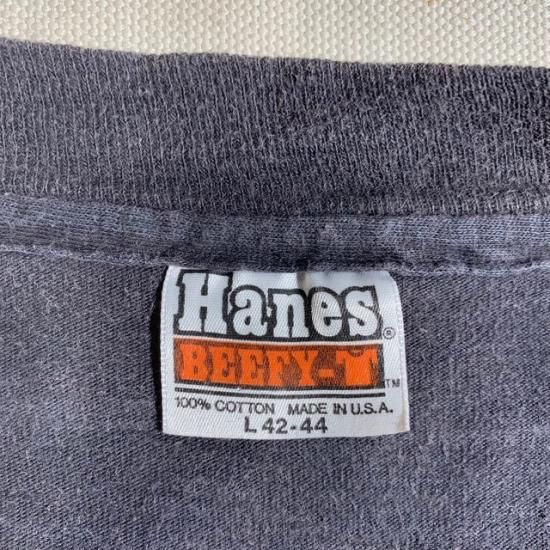 Hanes®
BEEFY-T™
100% COTTON MADE IN U.S.A.
L 42-44